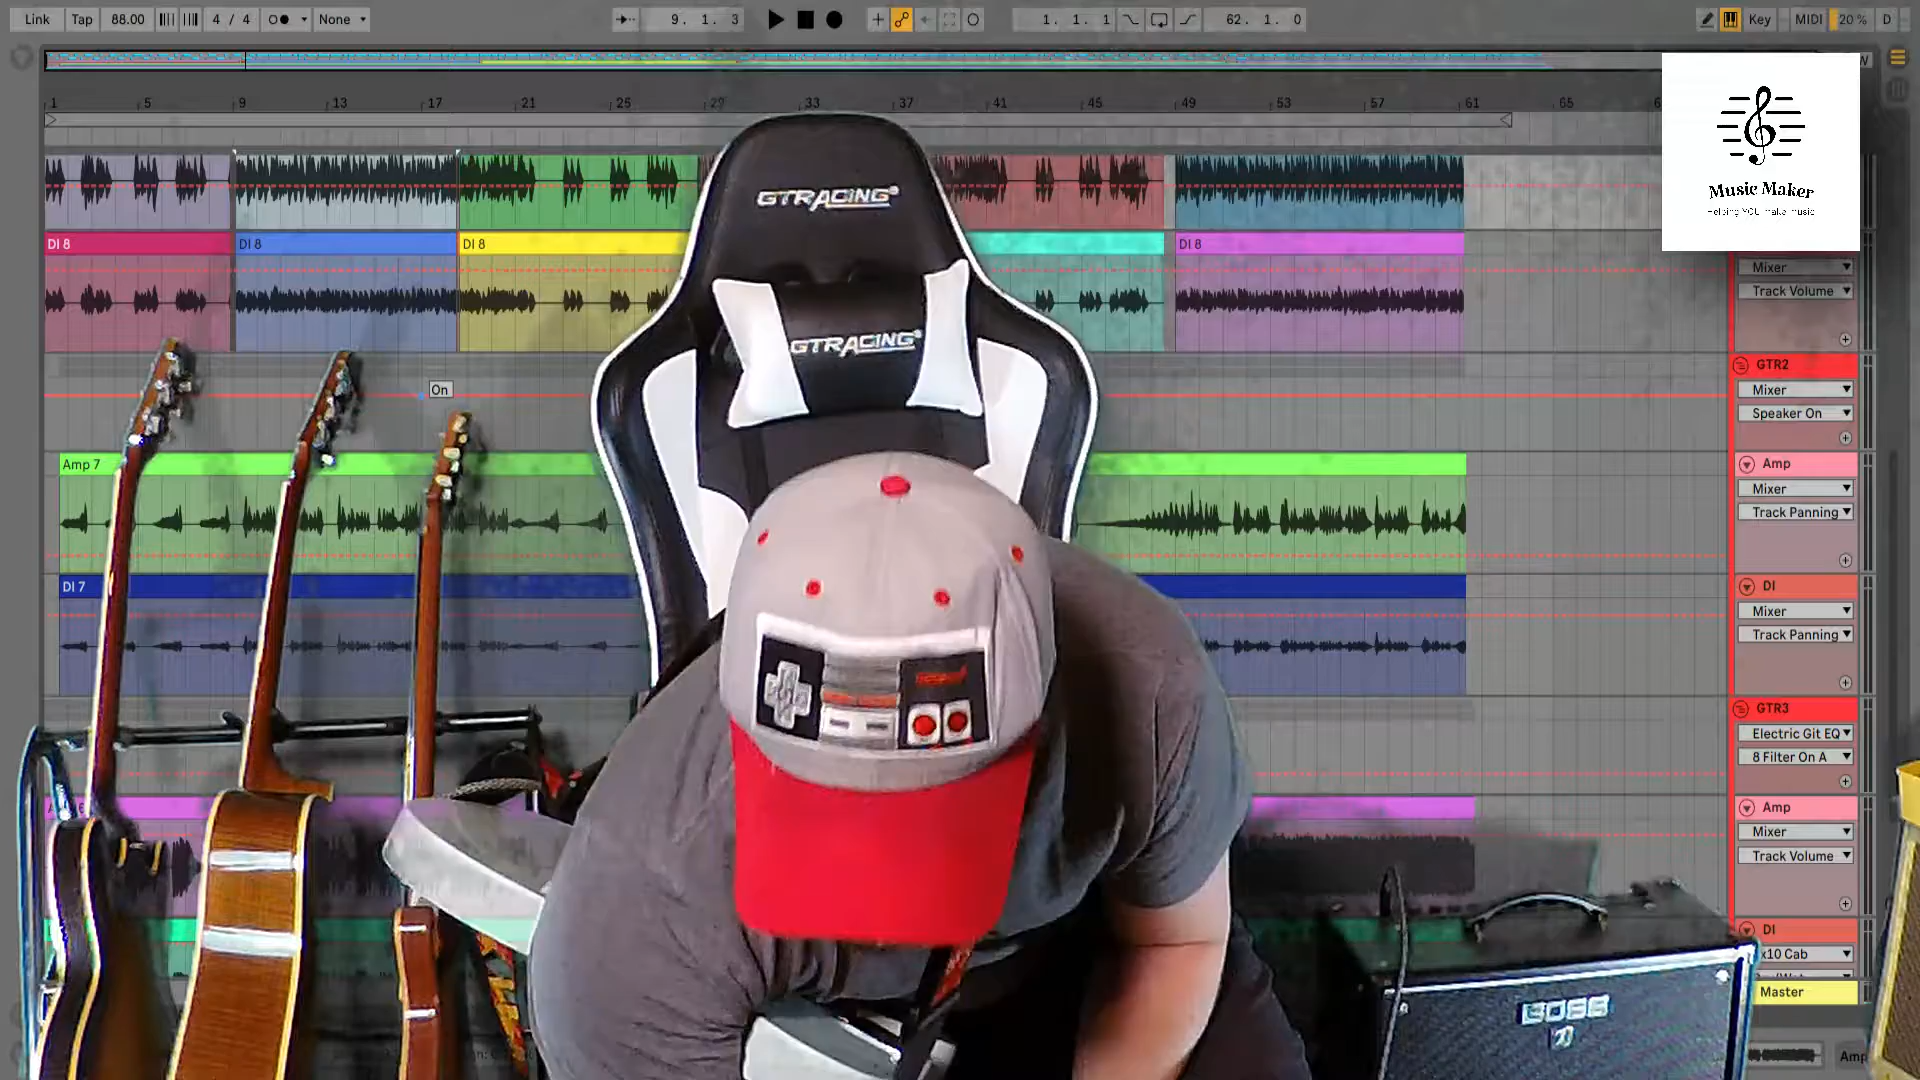 Link Tap 88.00 4 / 4 None 9. 1. 3 1. 1. 1 62. 1. 0 Key MIDI 20 % D
1 5 9 13 17 21 25 29 33 37 41 45 49 53 57 61 65
Music Maker
Helping YOU make music
GTRACING
DI 8 DI 8 DI 8 DI 8
Mixer
Track Volume
GTRACING
GTR2
On
Mixer
Speaker On
Amp 7
Amp
Mixer
Track Panning
DI 7
DI
Mixer
Track Panning
GTR3
Electric Git EQ
8 Filter On A
Amp
Mixer
Track Volume
DI
x10 Cab
Master
BOSS
Amp